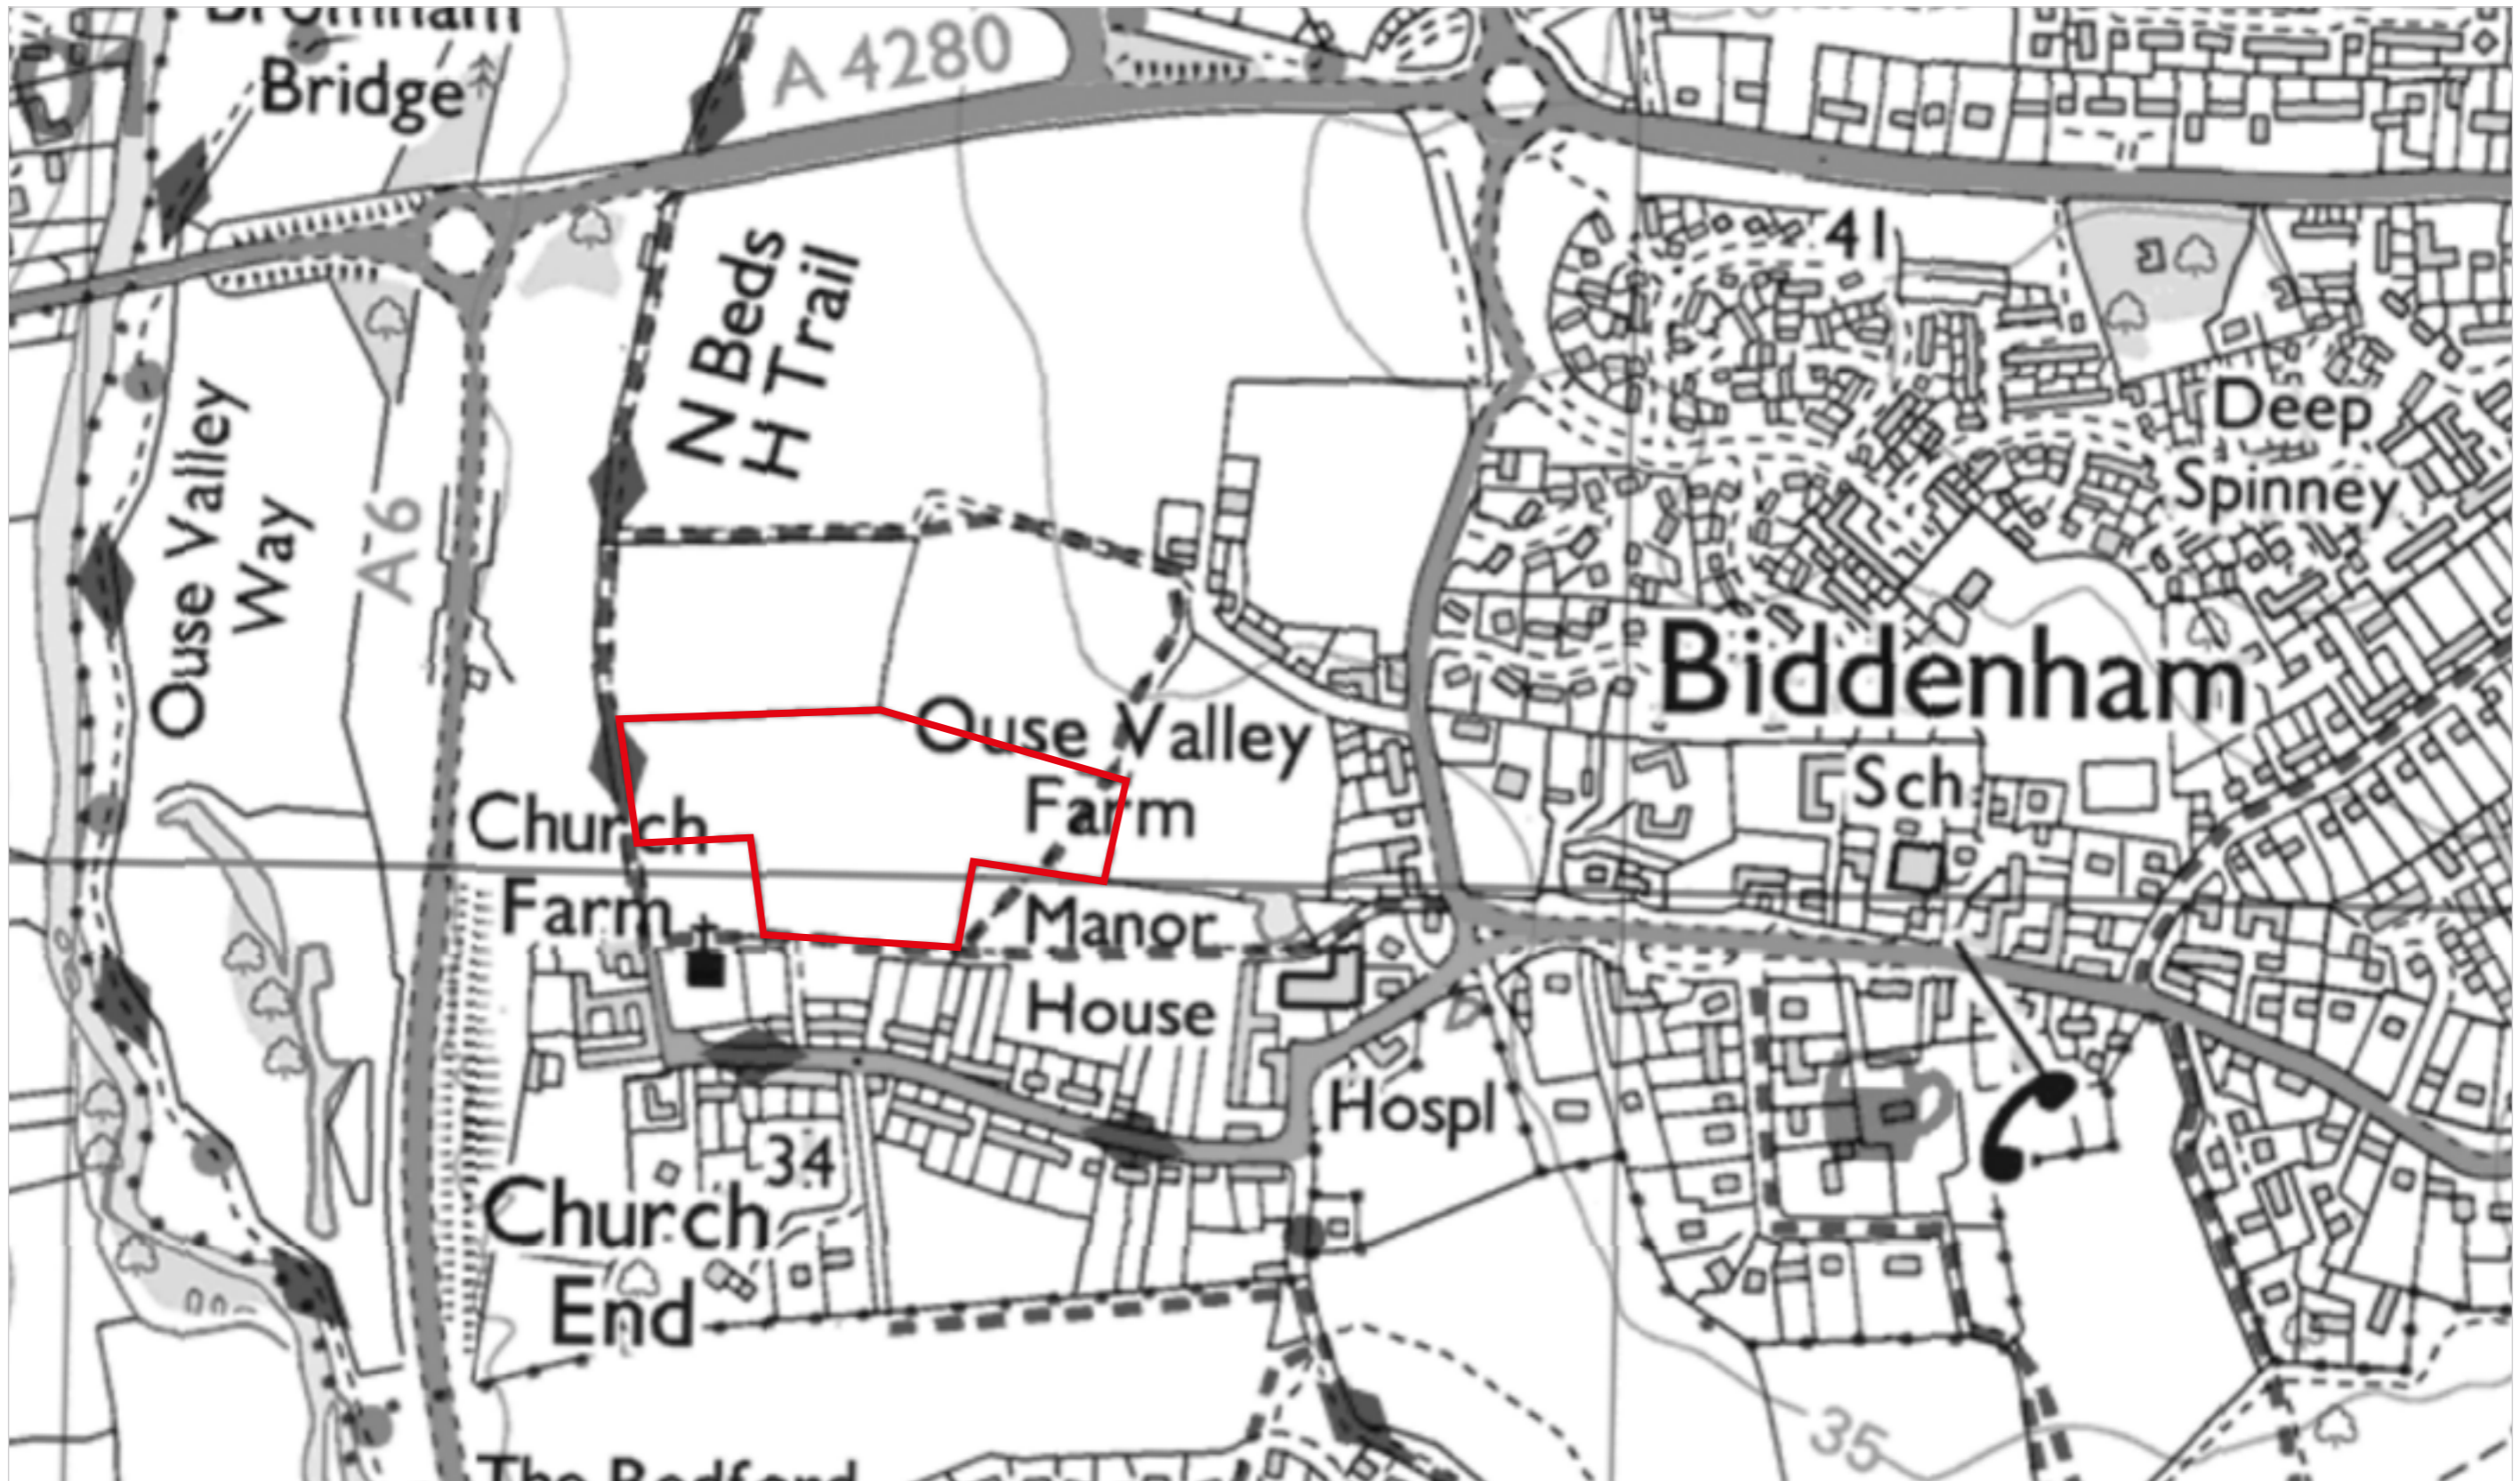 Bromham
Bridge
A 4280
N Beds
H Trail
41
Deep
Spinney
Ouse Valley
Way
A6
Biddenham
Ouse Valley
Farm
Sch
Church
Farm
Manor
House
Hospl
34
Church
End
35
The Bedford